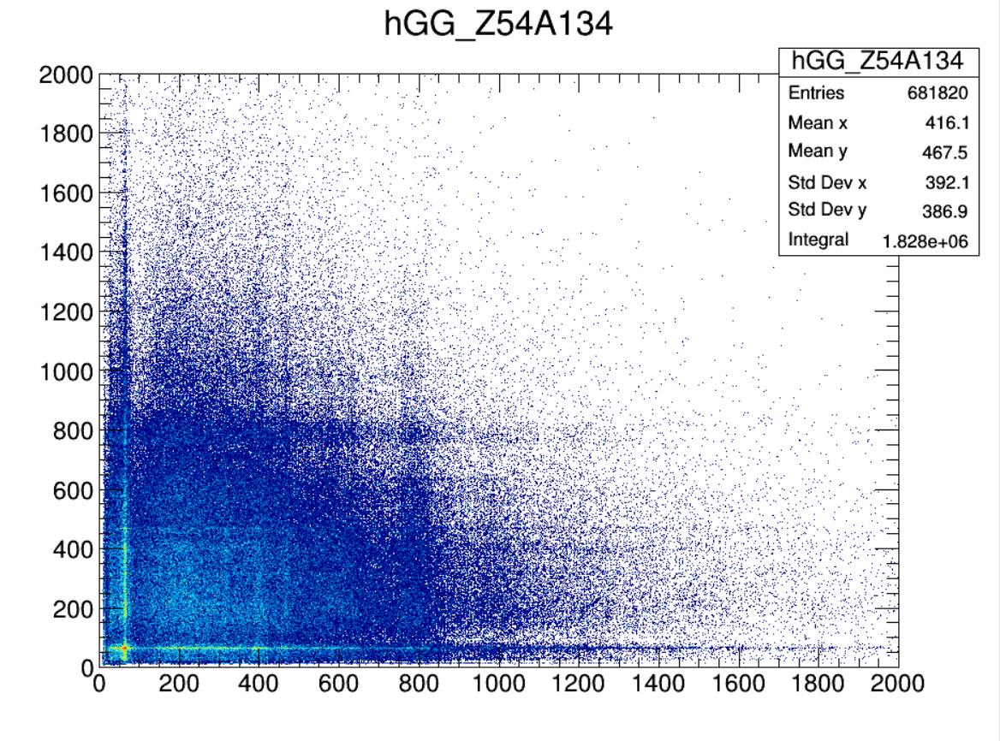 hGG_Z54A134
hGG_Z54A134
Entries 681820
Mean x 416.1
Mean y 467.5
Std Dev x 392.1
Std Dev y 386.9
Integral 1.828e+06
2000
1800
1600
1400
1200
1000
800
600
400
200
0
0 200 400 600 800 1000 1200 1400 1600 1800 2000